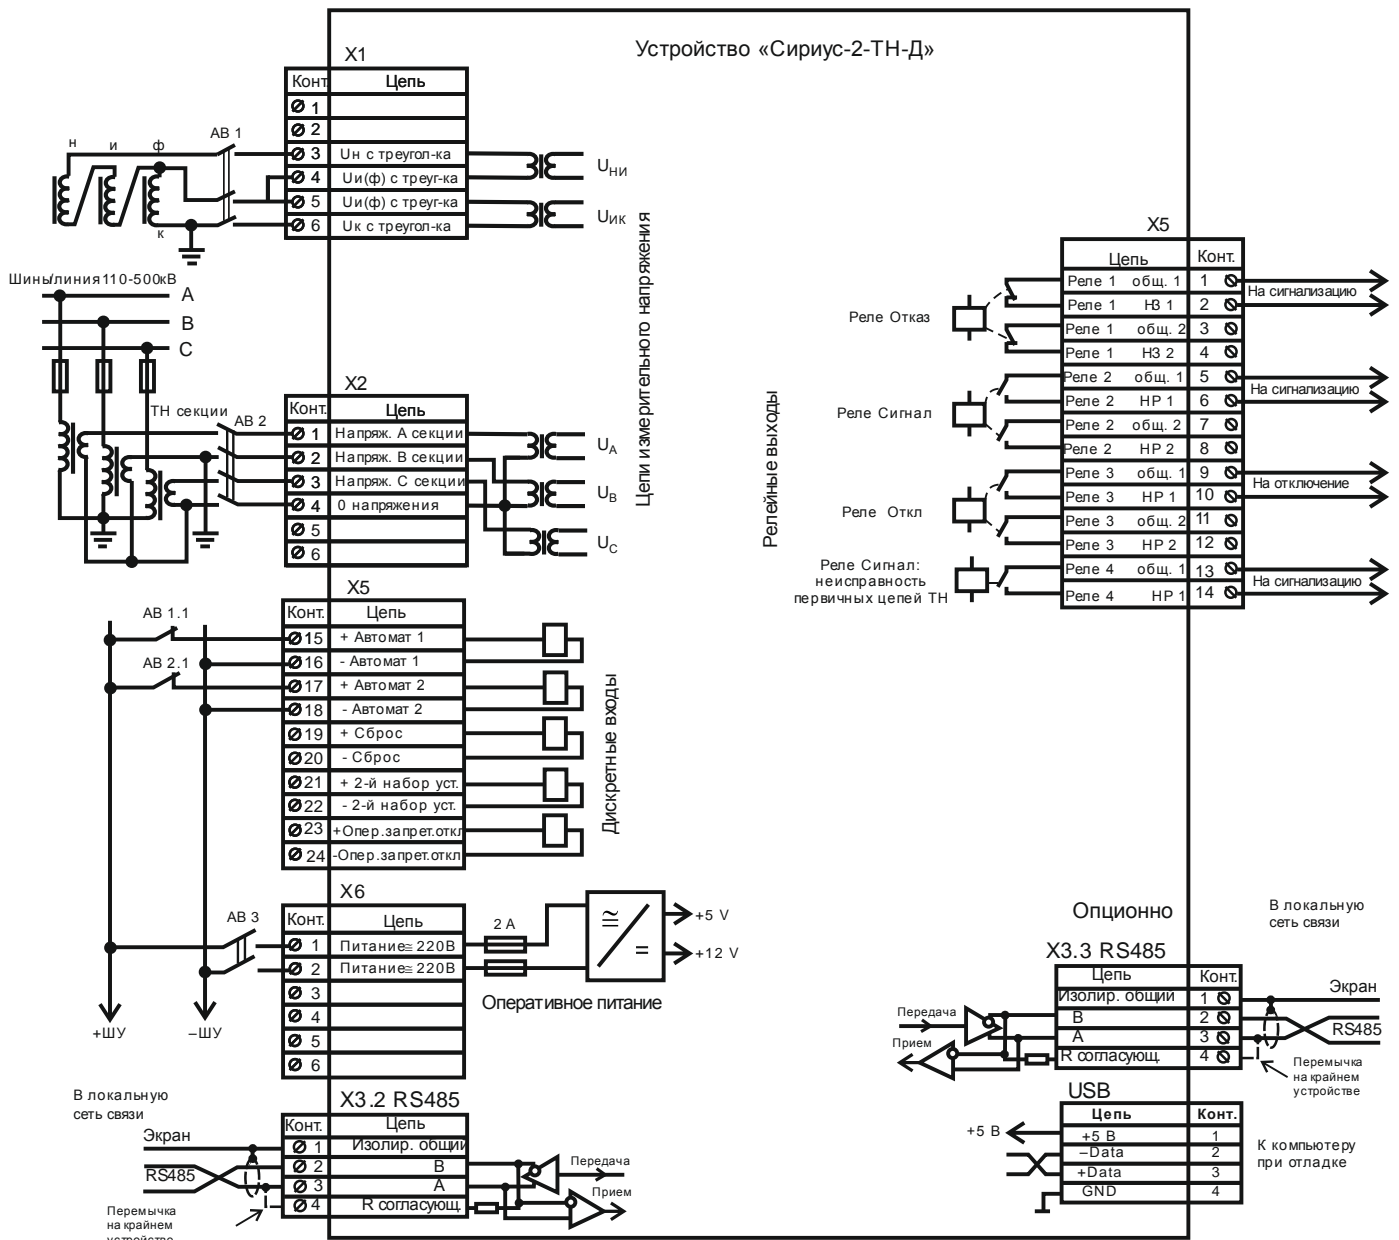 Устройство «Сириус-2-ТН-Д»
X1
Конт Цепь
1
2
3 Uн с треугол-ка
4 Uи(ф) с треуг-ка
5 Uи(ф) с треуг-ка
6 Uк с треугол-ка
н и ф
к
АВ 1
UНИ
UИК
Цепи измерительного напряжения
Шины/линия110-500кВ
А
В
С
ТН секции
АВ 2
X2
Конт. Цепь
1 Напряж. А секции
2 Напряж. В секции
3 Напряж. С секции
4 0 напряжения
5
6
UА
UВ
UС
X5
Конт. Цепь
15 + Автомат 1
16 - Автомат 1
17 + Автомат 2
18 - Автомат 2
19 + Сброс
20 - Сброс
21 + 2-й набор уст.
22 - 2-й набор уст.
23 +Опер.запрет.откл
24 -Опер.запрет.откл
АВ 1.1
АВ 2.1
Дискретные входы
X6
Конт. Цепь
1 Питание≅220В
2 Питание≅220В
3
4
5
6
АВ 3
+ШУ
–ШУ
2 А
≅
=
+5 V
+12 V
Оперативное питание
X3.2 RS485
Конт. Цепь
1 Изолир. общий
2 В
3 А
4 R согласующ.
В локальную
сеть связи
Экран
RS485
Перемычка
на крайнем
устройстве
Передача
Прием
Релейные выходы
X5
Цепь Конт.
Реле 1 общ. 1 1
Реле 1 НЗ 1 2
Реле 1 общ. 2 3
Реле 1 НЗ 2 4
Реле 2 общ. 1 5
Реле 2 НР 1 6
Реле 2 общ. 2 7
Реле 2 НР 2 8
Реле 3 общ. 1 9
Реле 3 НР 1 10
Реле 3 общ. 2 11
Реле 3 НР 2 12
Реле 4 общ. 1 13
Реле 4 НР 1 14
Реле Отказ
Реле Сигнал
Реле Откл
Реле Сигнал:
неисправность
первичных цепей ТН
На сигнализацию
На сигнализацию
На отключение
На сигнализацию
Опционно
X3.3 RS485
Цепь Конт.
Изолир. общий 1
В 2
А 3
R согласующ. 4
Передача
Прием
В локальную
сеть связи
Экран
RS485
Перемычка
на крайнем
устройстве
USB
Цепь Конт.
+5 В 1
–Data 2
+Data 3
GND 4
+5 В
К компьютеру
при отладке